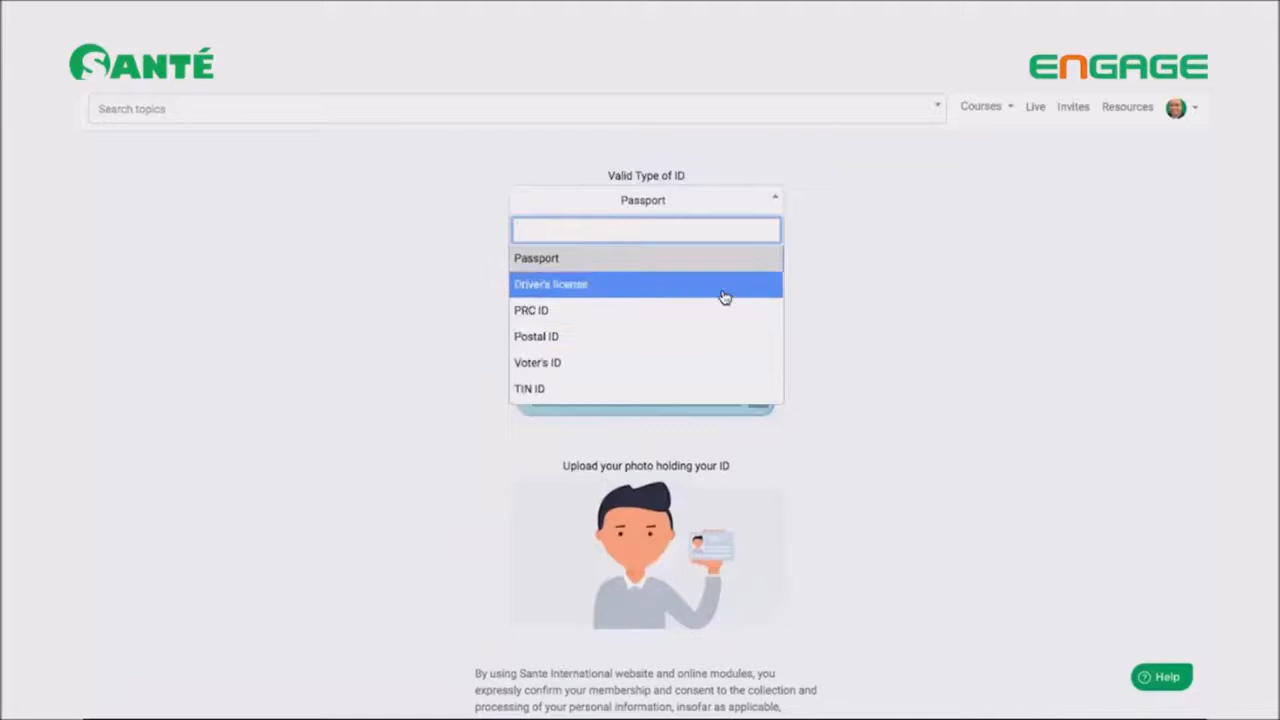 SANTÉ
ENGAGE
Search topics
Courses
Live
Invites
Resources
Valid Type of ID
Passport
Passport
Driver's license
PRC ID
Postal ID
Voter's ID
TIN ID
Upload your photo holding your ID
By using Sante International website and online modules, you
expressly confirm your membership and consent to the collection and
processing of your personal information, insofar as applicable,
Help